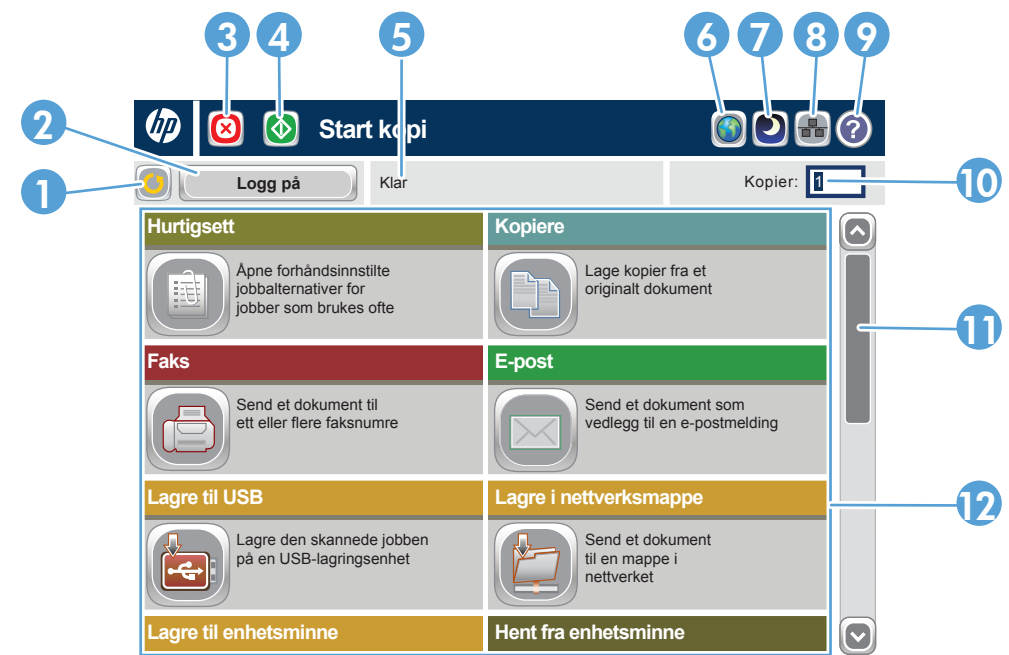 3 4 5 6 7 8 9
2
hp Start kopi ?
1
Logg på Klar Kopier: 1
10
Hurtigsett
Åpne forhåndsinnstilte
jobbalternativer for
jobber som brukes ofte
Kopiere
Lage kopier fra et
originalt dokument
11
Faks
Send et dokument til
ett eller flere faksnumre
E-post
Send et dokument som
vedlegg til en e-postmelding
Lagre til USB
Lagre den skannede jobben
på en USB-lagringsenhet
Lagre i nettverksmappe
Send et dokument
til en mappe i
nettverket
12
Lagre til enhetsminne
Hent fra enhetsminne